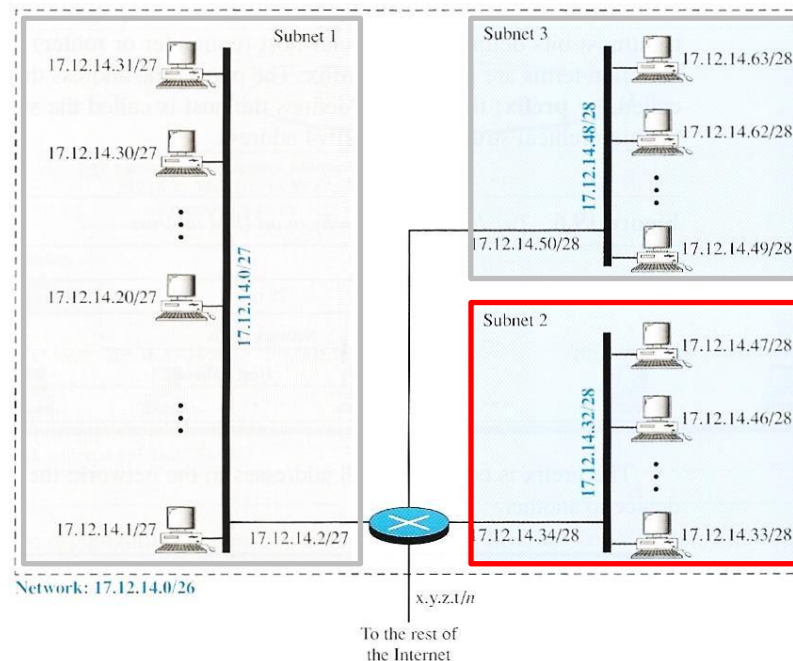 Subnet 1
17.12.14.31/27
17.12.14.30/27
17.12.14.20/27
17.12.14.1/27
17.12.14.0/27
17.12.14.2/27
Subnet 3
17.12.14.63/28
17.12.14.62/28
17.12.14.49/28
17.12.14.48/28
17.12.14.50/28
Subnet 2
17.12.14.47/28
17.12.14.46/28
17.12.14.33/28
17.12.14.32/28
17.12.14.34/28
Network: 17.12.14.0/26
x.y.z.t/n
To the rest of
the Internet